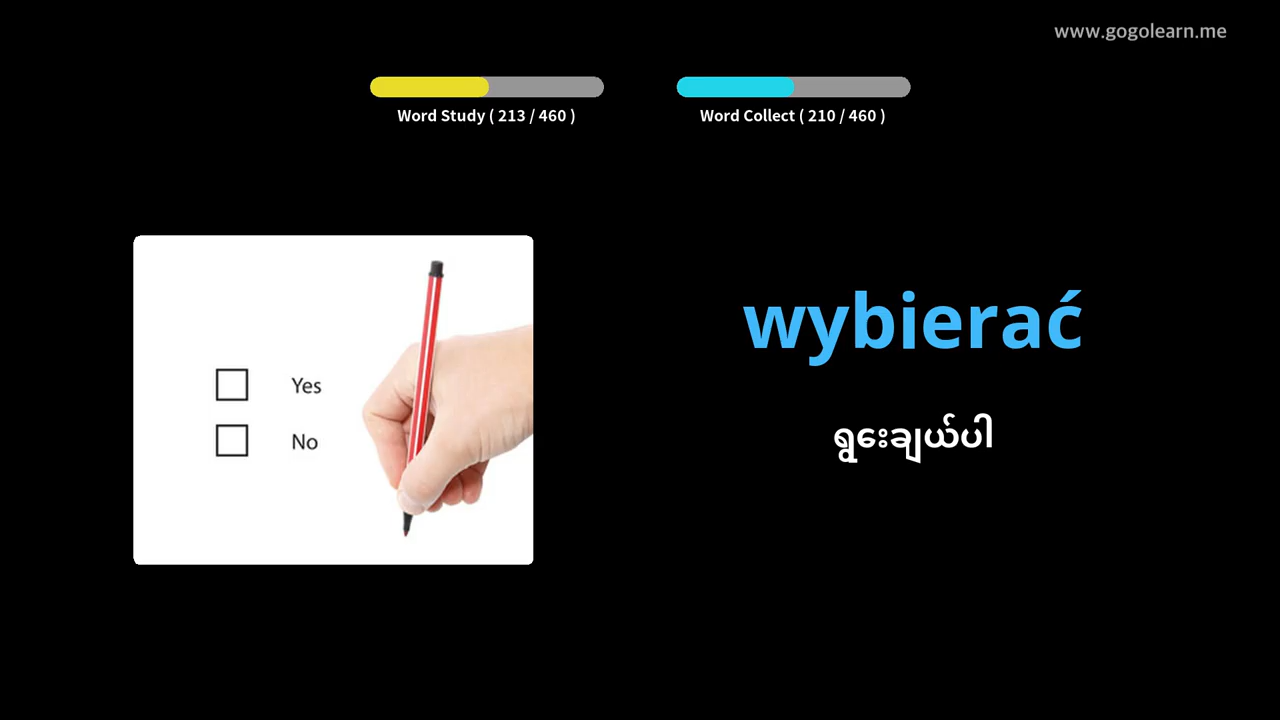 www.gogolearn.me
Word Study ( 213 / 460 )
Word Collect ( 210 / 460 )
Yes
No
wybierać
ရွေးချယ်ပါ